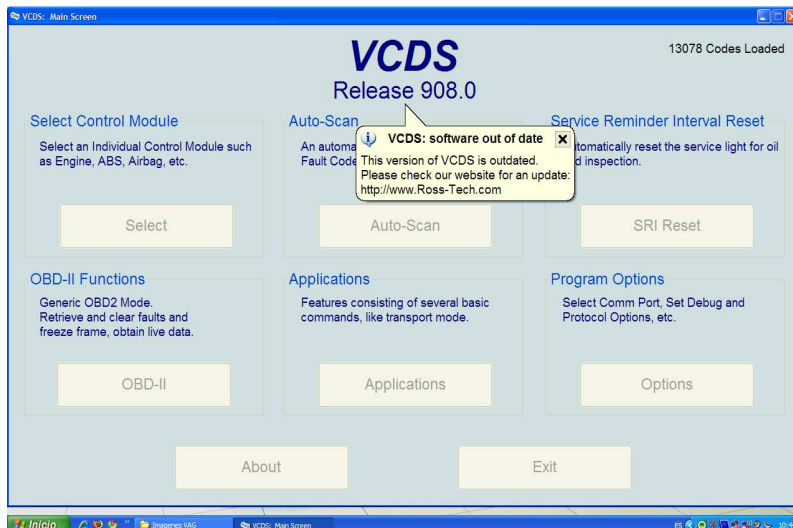 VCDS: Main Screen
VCDS
Release 908.0
13078 Codes Loaded
Select Control Module
Select an Individual Control Module such
as Engine, ABS, Airbag, etc.
Select
Auto-Scan
An automa
Fault Code
Auto-Scan
VCDS: software out of date
This version of VCDS is outdated.
Please check our website for an update:
http://www.Ross-Tech.com
Service Reminder Interval Reset
tomatically reset the service light for oil
d inspection.
SRI Reset
OBD-II Functions
Generic OBD2 Mode.
Retrieve and clear faults and
freeze frame, obtain live data.
OBD-II
Applications
Features consisting of several basic
commands, like transport mode.
Applications
Program Options
Select Comm Port, Set Debug and
Protocol Options, etc.
Options
About
Exit
Inicio
Imagenes VAG
VCDS: Main Screen
ES